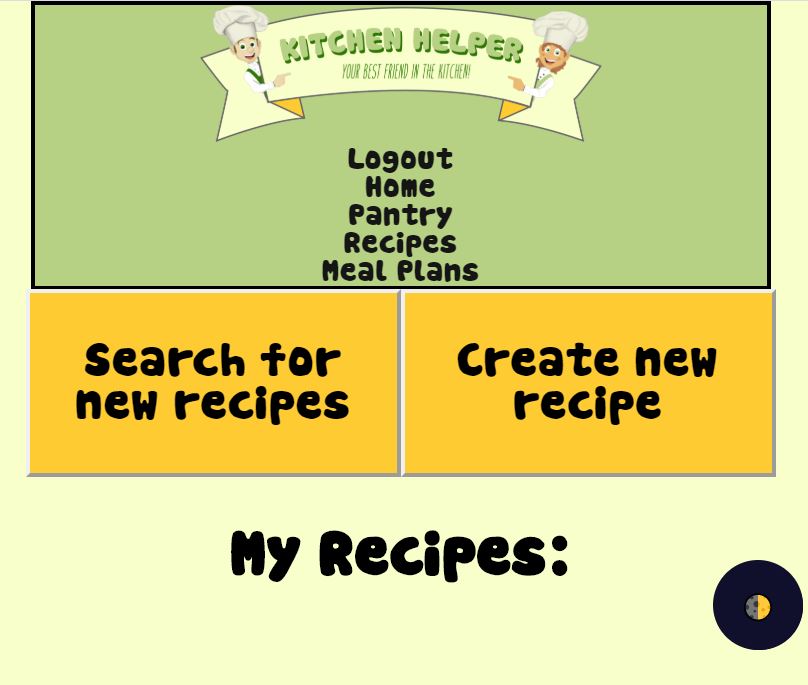 KITCHEN HELPER
YOUR BEST FRIEND IN THE KITCHEN!
Logout
Home
Pantry
Recipes
Meal Plans
Search for
new recipes
Create new
recipe
My Recipes: